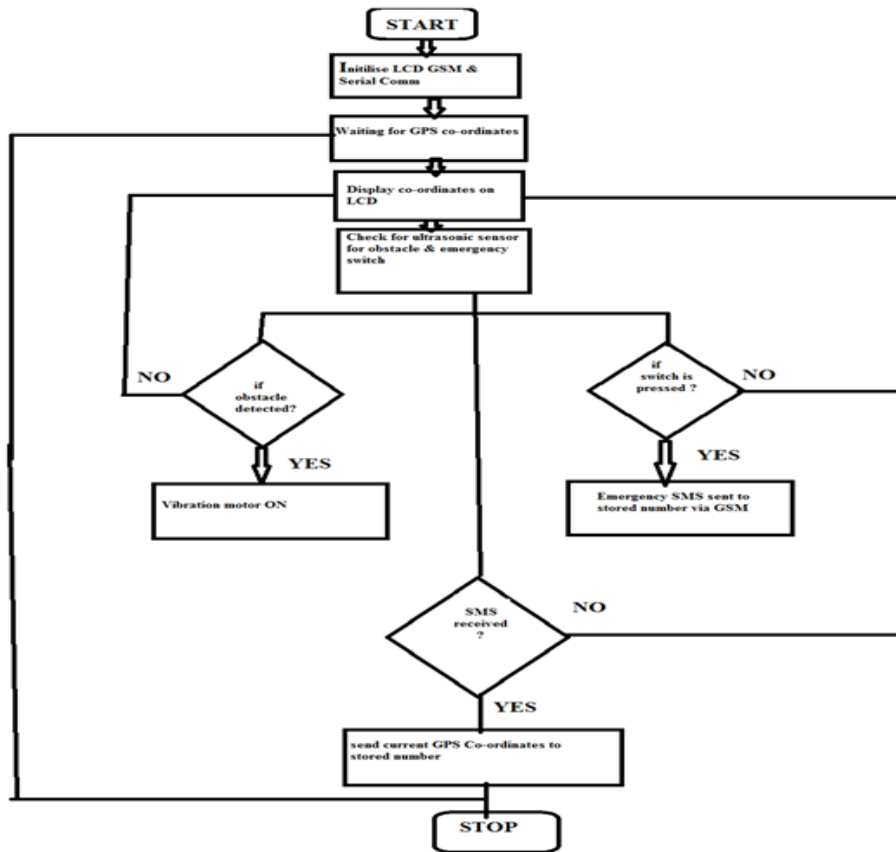 START
Initilise LCD GSM &
Serial Comm
Waiting for GPS co-ordinates
Display co-ordinates on
LCD
Check for ultrasonic sensor
for obstacle & emergency
switch
NO
if
obstacle
detected?
YES
Vibration motor ON
if
switch is
pressed ?
NO
YES
Emergency SMS sent to
stored number via GSM
SMS
received
?
NO
YES
send current GPS Co-ordinates to
stored number
STOP